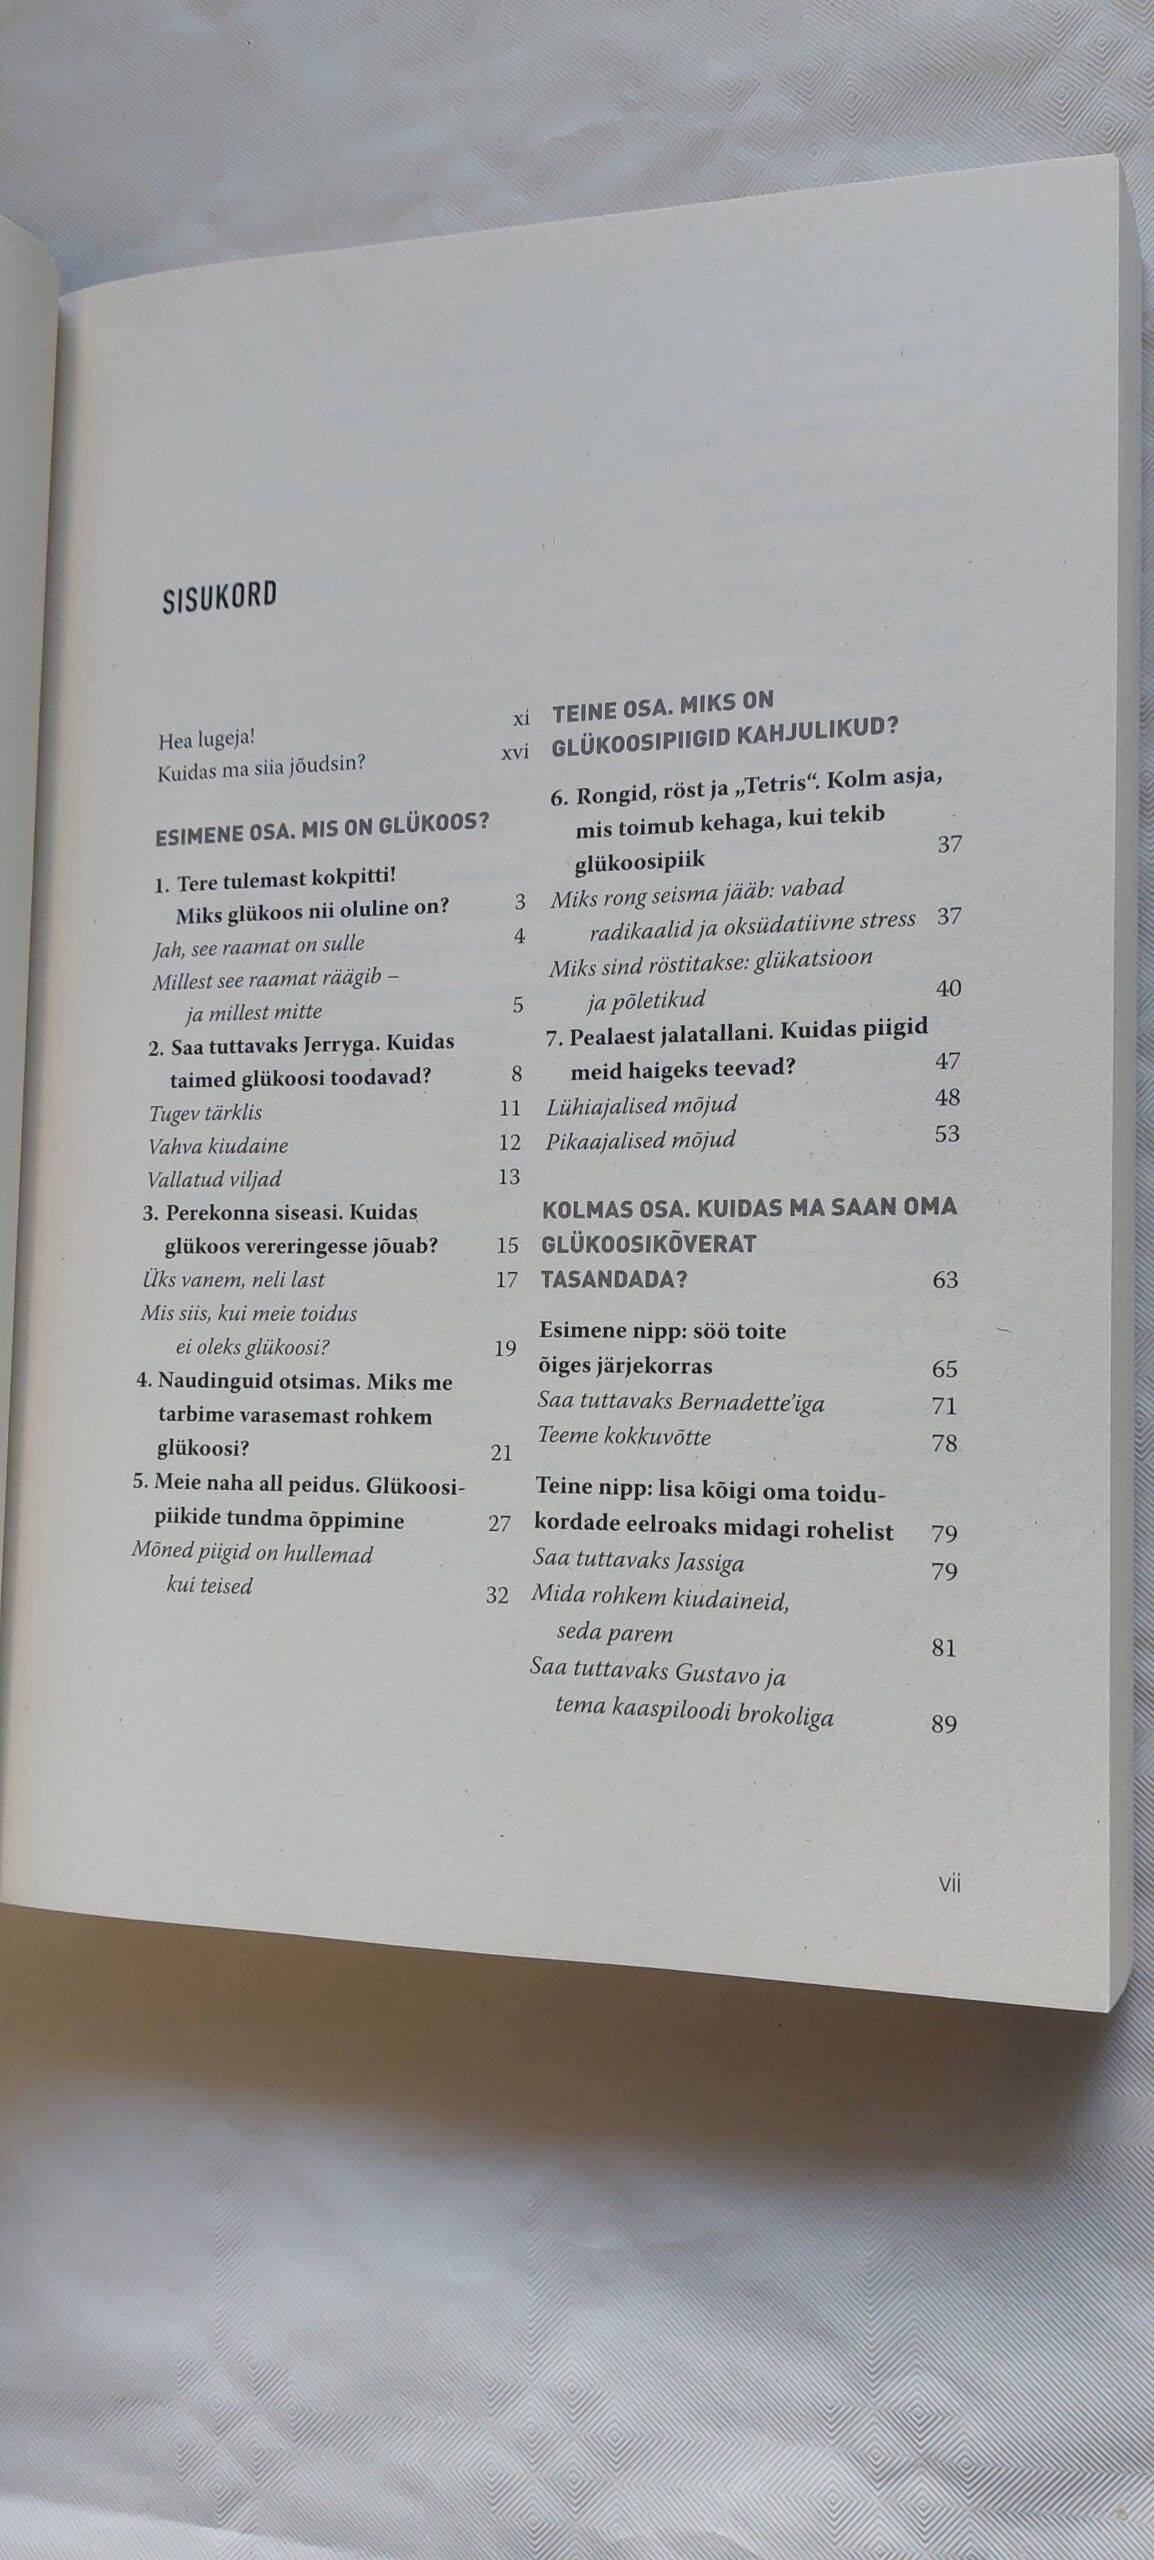 SISUKORD
Hea lugeja! xi
Kuidas ma siia jõudsin? xvi
ESIMENE OSA. MIS ON GLÜKOOS?
1. Tere tulemast kokpitti!
Miks glükoos nii oluline on? 3
Jah, see raamat on sulle 4
Millest see raamat räägib –
ja millest mitte 5
2. Saa tuttavaks Jerryga. Kuidas
taimed glükoosi toodavad? 8
Tugev tärklis 11
Vahva kiudaine 12
Vallatud viljad 13
3. Perekonna siseasi. Kuidas
glükoos vereringesse jõuab? 15
Üks vanem, neli last 17
Mis siis, kui meie toidus
ei oleks glükoosi? 19
4. Naudinguid otsimas. Miks me
tarbime varasemast rohkem
glükoosi? 21
5. Meie naha all peidus. Glükoosi-
piikide tundma õppimine 27
Mõned piigid on hullemad
kui teised 32
TEINE OSA. MIKS ON
GLÜKOOSIPIIGID KAHJULIKUD?
6. Rongid, röst ja „Tetris“. Kolm asja,
mis toimub kehaga, kui tekib
glükoosipiik 37
Miks rong seisma jääb: vabad
radikaalid ja oksüdatiivne stress 37
Miks sind röstitakse: glükatsioon
ja põletikud 40
7. Pealaest jalatallani. Kuidas piigid
meid haigeks teevad? 47
Lühiajalised mõjud 48
Pikaajalised mõjud 53
KOLMAS OSA. KUIDAS MA SAAN OMA
GLÜKOOSIKÕVERAT
TASANDADA? 63
Esimene nipp: söö toite
õiges järjekorras 65
Saa tuttavaks Bernadette’iga 71
Teeme kokkuvõtte 78
Teine nipp: lisa kõigi oma toidu-
kordade eelroaks midagi rohelist 79
Saa tuttavaks Jassiga 79
Mida rohkem kiudaineid,
seda parem 81
Saa tuttavaks Gustavo ja
tema kaaspiloodi brokoliga 89
vii